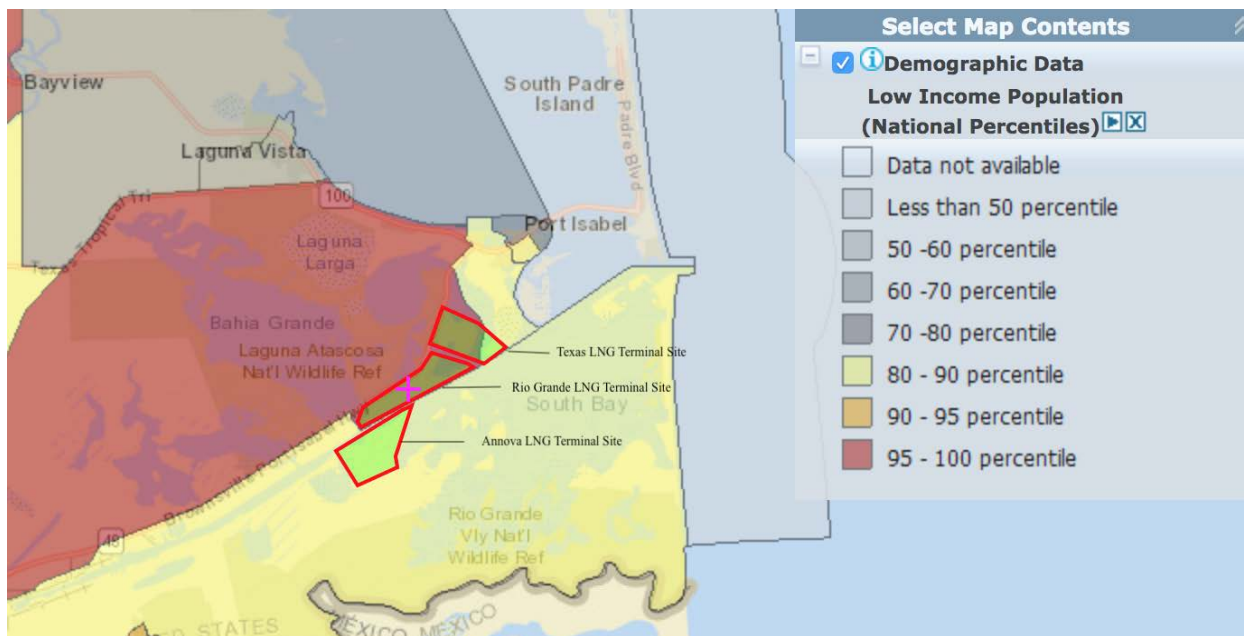 Select Map Contents
Demographic Data
Low Income Population
(National Percentiles)
Data not available
Less than 50 percentile
50 -60 percentile
60 -70 percentile
70 -80 percentile
80 - 90 percentile
90 - 95 percentile
95 - 100 percentile
Bayview
South Padre
Island
Padre Blvd
Laguna Vista
100
Texas Tropical Tri
Port Isabel
Laguna
Larga
Bahia Grande
Laguna Atascosa
Nat'l Wildlife Ref
Texas LNG Terminal Site
Rio Grande LNG Terminal Site
South Bay
Annova LNG Terminal Site
Rio Grande
Vly Nat'l
Wildlife Ref
48
STATES
MÉXICO
MEXICO